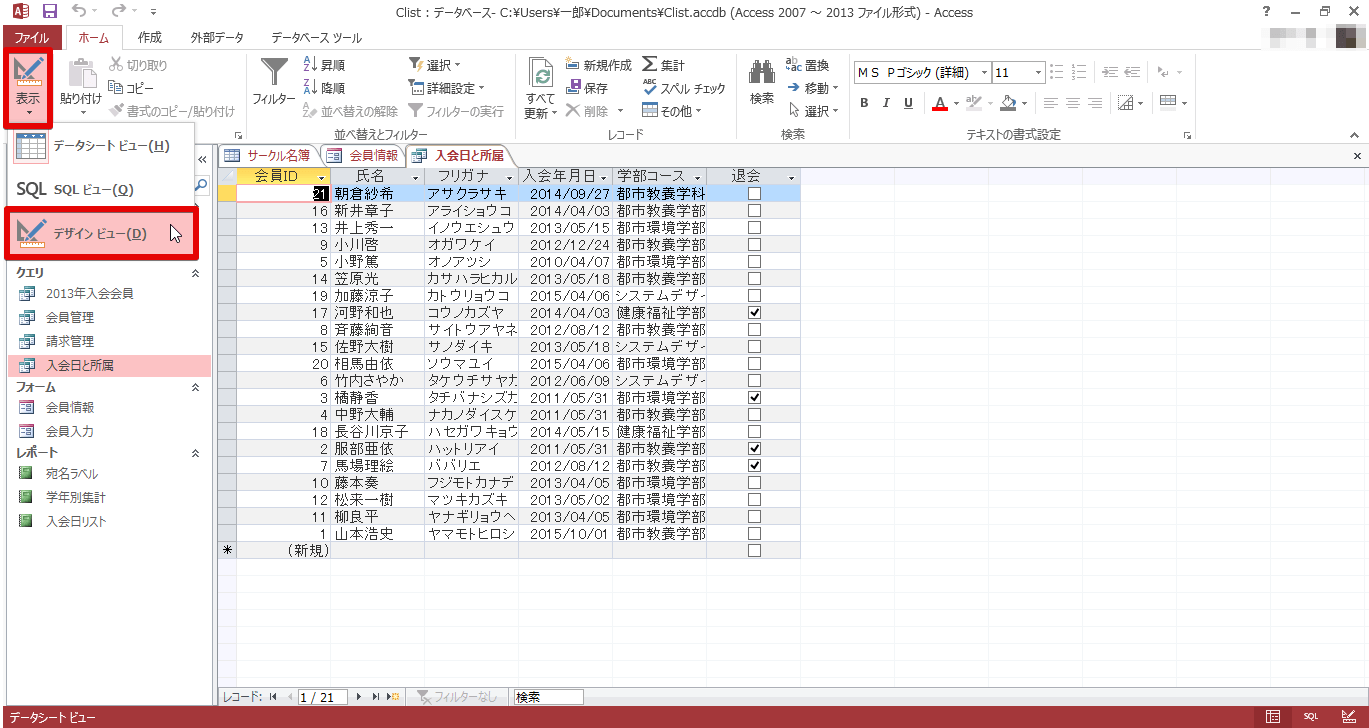 Clist : データベース- C:¥Users¥一郎¥Documents¥Clist.accdb (Access 2007 ～ 2013 ファイル形式) - Access
ファイル ホーム 作成 外部データ データベース ツール
表示 貼り付け 切り取り コピー 書式のコピー/貼り付け
フィルター 昇順 降順 並べ替えの解除 選択 詳細設定 フィルターの実行
並べ替えとフィルター
すべて更新 新規作成 保存 削除 集計 スペル チェック その他
レコード
検索 置換 移動 選択
検索
ＭＳ Ｐゴシック (詳細) 11
B I U A
テキストの書式設定
データシート ビュー(H)
SQL SQL ビュー(Q)
デザイン ビュー(D)
クエリ
2013年入会会員
会員管理
請求管理
入会日と所属
フォーム
会員情報
会員入力
レポート
宛名ラベル
学年別集計
入会日リスト
サークル名簿 会員情報 入会日と所属
会員ID 氏名 フリガナ 入会年月日 学部コース 退会
21 朝倉紗希 アサクラサキ 2014/09/27 都市教養学科
16 新井章子 アライショウコ 2014/04/03 都市教養学部
13 井上秀一 イノウエシュウ 2013/05/15 都市環境学部
9 小川啓 オガワケイ 2012/12/24 都市教養学部
5 小野篤 オノアツシ 2010/04/07 都市環境学部
14 笠原光 カサハラヒカル 2013/05/18 都市教養学部
19 加藤涼子 カトウリョウコ 2015/04/06 システムデザ
17 河野和也 コウノカズヤ 2014/04/03 健康福祉学部
8 斉藤絢音 サイトウアヤネ 2012/08/12 都市教養学部
15 佐野大樹 サノダイキ 2013/05/18 システムデザ
20 相馬由依 ソウマユイ 2015/04/06 都市環境学部
6 竹内さやか タケウチサヤカ 2012/06/09 システムデザ
3 橘静香 タチバナシズカ 2011/05/31 都市環境学部
4 中野大輔 ナカノダイスケ 2011/05/31 都市教養学部
18 長谷川京子 ハセガワキョウ 2014/05/15 健康福祉学部
2 服部亜依 ハットリアイ 2011/05/31 都市教養学部
7 馬場理絵 ババリエ 2012/08/12 都市教養学部
10 藤本奏 フジモトカナデ 2013/04/05 都市環境学部
12 松来一樹 マツキカズキ 2013/05/02 都市教養学部
11 柳良平 ヤナギリョウヘ 2013/04/05 都市環境学部
1 山本浩史 ヤマモトヒロシ 2015/10/01 都市教養学部
* (新規)
レコード: 1 / 21 フィルターなし 検索
データシート ビュー SQL